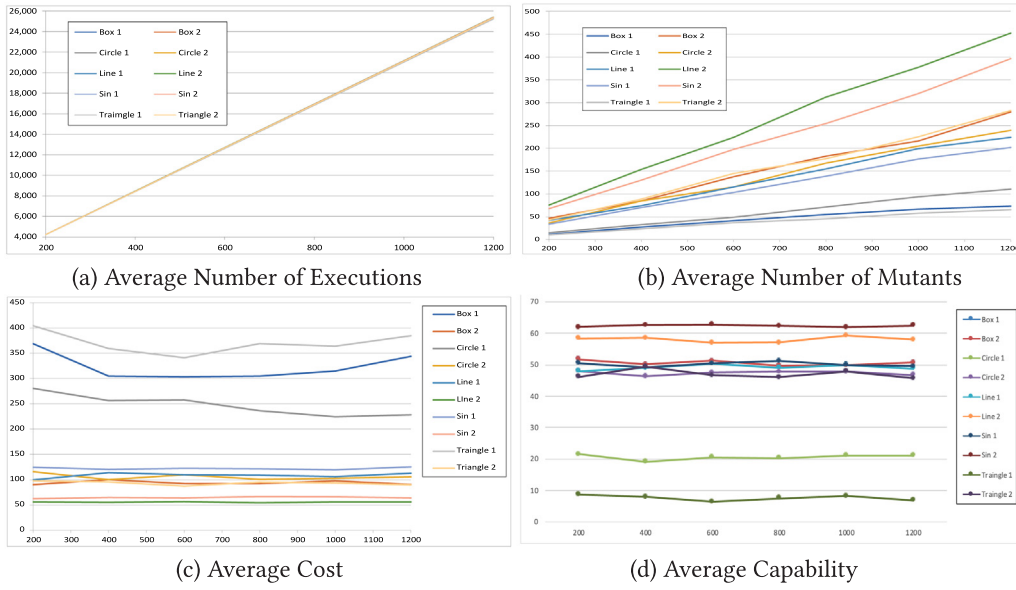 26,000
24,000
22,000
20,000
18,000
16,000
14,000
12,000
10,000
8,000
6,000
4,000
200 400 600 800 1000 1200
Box 1 Box 2
Circle 1 Circle 2
Line 1 Line 2
Sin 1 Sin 2
Traimgle 1 Triangle 2
(a) Average Number of Executions
500
450
400
350
300
250
200
150
100
50
0
200 300 400 500 600 700 800 900 1000 1100 1200
Box 1 Box 2
Circle 1 Circle 2
Line 1 LIne 2
Sin 1 Sin 2
Traingle 1 Triangle 2
(b) Average Number of Mutants
450
400
350
300
250
200
150
100
50
0
200 300 400 500 600 700 800 900 1000 1100 1200
Box 1
Box 2
Circle 1
Circle 2
Line 1
LIne 2
Sin 1
Sin 2
Traingle 1
Triangle 2
(c) Average Cost
70
60
50
40
30
20
10
0
200 400 600 800 1000 1200
Box 1
Box 2
Circle 1
Circle 2
Line 1
Line 2
Sin 1
Sin 2
Traingle 1
Traingle 2
(d) Average Capability